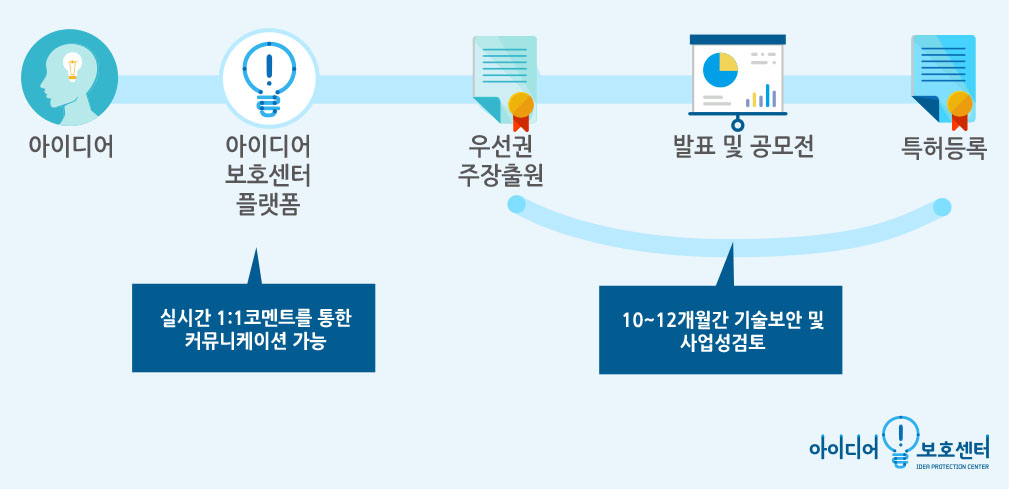 아이디어
아이디어
보호센터
플랫폼
우선권
주장출원
발표 및 공모전
특허등록
실시간 1:1코멘트를 통한
커뮤니케이션 가능
10~12개월간 기술보안 및
사업성검토
아이디어 보호센터
IDEA PROTECTION CENTER